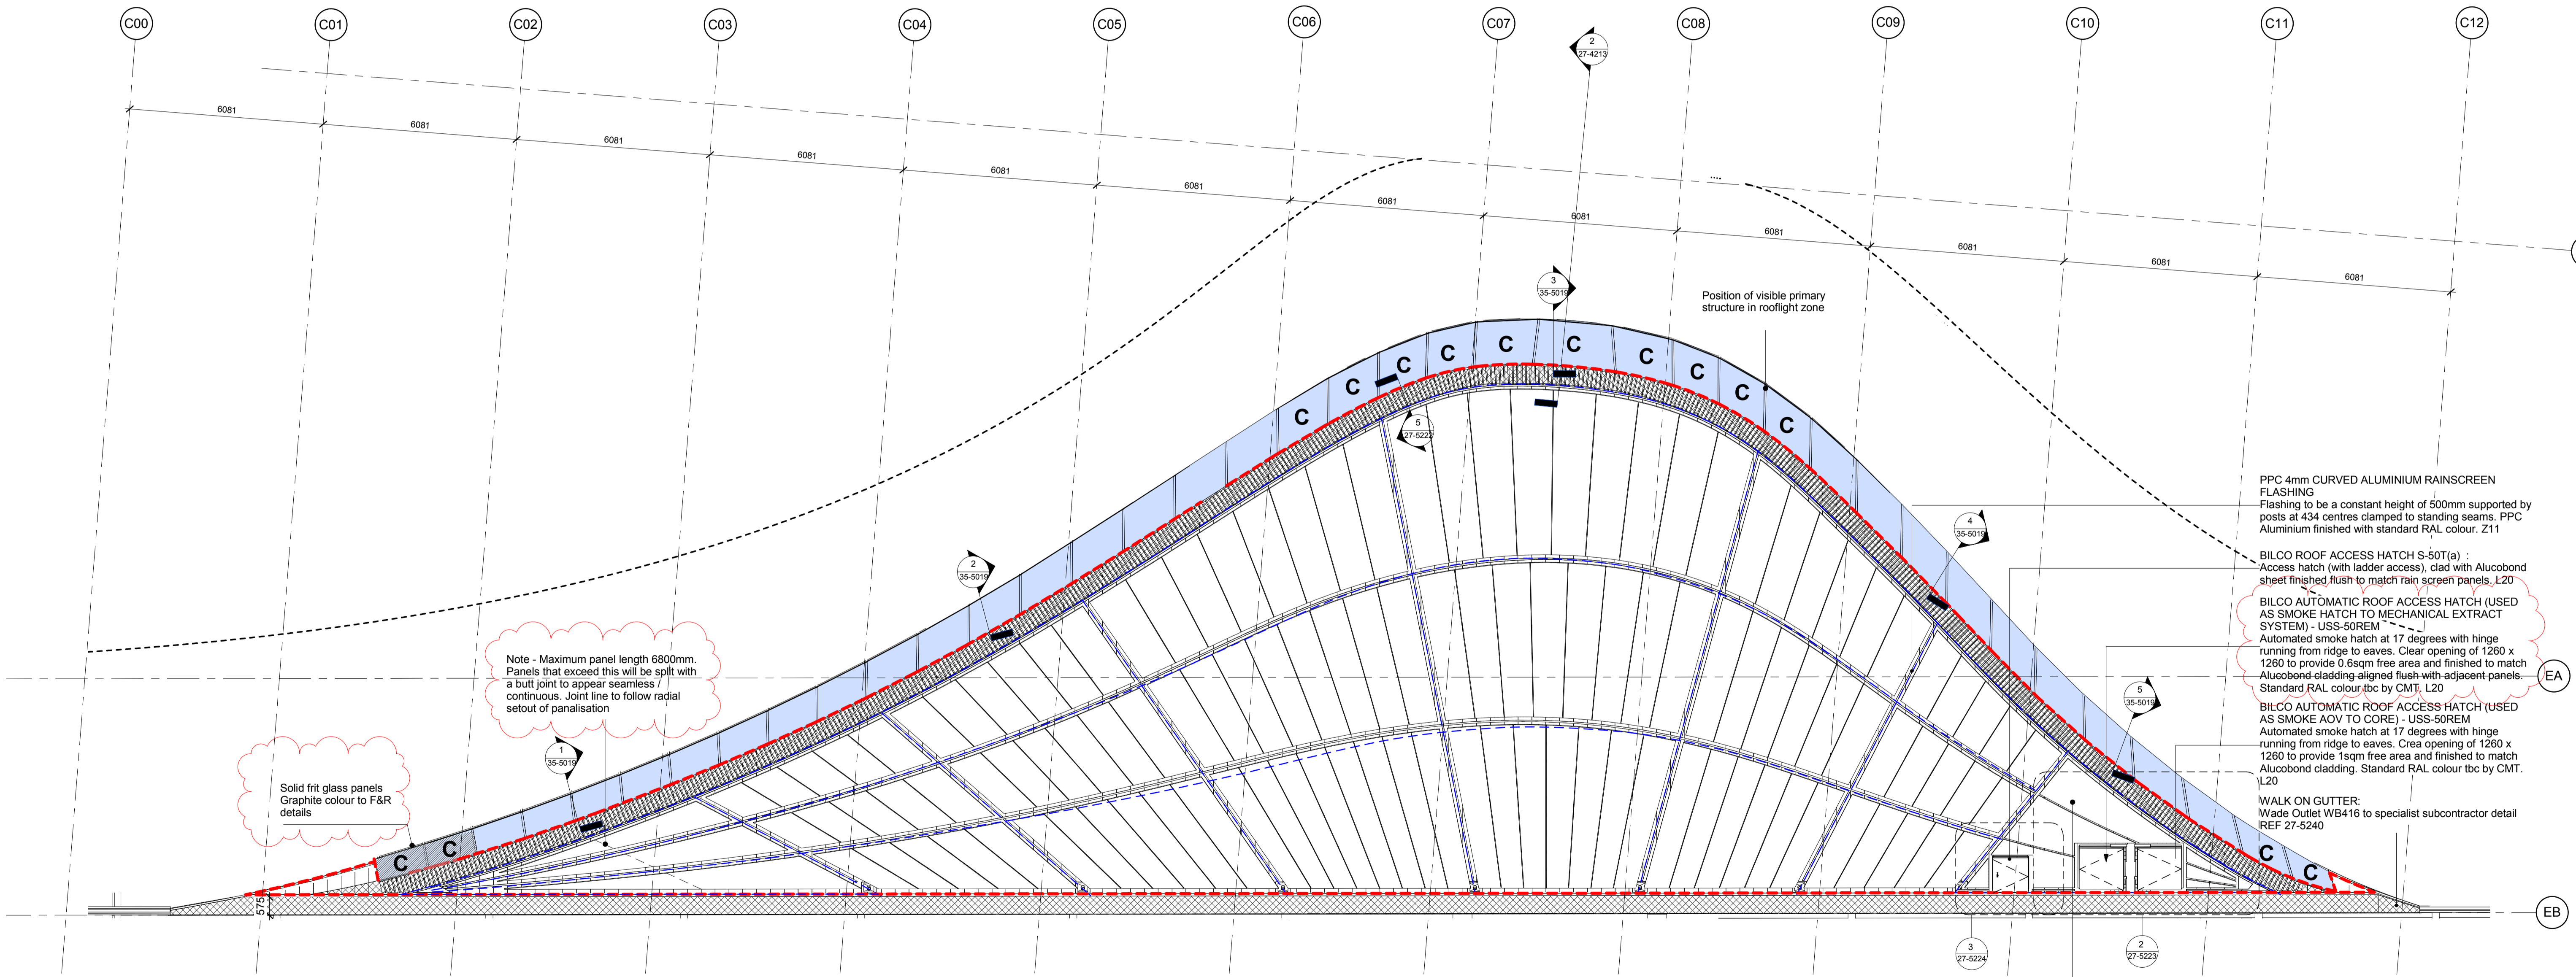 C00
C01
C02
C03
C04
C05
C06
C07
C08
C09
C10
C11
C12
2
27-4213
6081
6081
6081
6081
6081
6081
6081
6081
6081
6081
6081
6081
3
35-5019
Position of visible primary
structure in rooflight zone
C
C
C
C
C
C
C
C
C
C
5
27-5222
2
35-5019
4
35-5019
PPC 4mm CURVED ALUMINIUM RAINSCREEN
FLASHING
Flashing to be a constant height of 500mm supported by
posts at 434 centres clamped to standing seams. PPC
Aluminium finished with standard RAL colour. Z11
BILCO ROOF ACCESS HATCH S-50T(a) :
Access hatch (with ladder access), clad with Alucobond
sheet finished flush to match rain screen panels. L20
BILCO AUTOMATIC ROOF ACCESS HATCH (USED
AS SMOKE HATCH TO MECHANICAL EXTRACT
SYSTEM) - USS-50REM
Automated smoke hatch at 17 degrees with hinge
running from ridge to eaves. Clear opening of 1260 x
1260 to provide 0.6sqm free area and finished to match
Alucobond cladding aligned flush with adjacent panels.
Standard RAL colour tbc by CMT. L20
BILCO AUTOMATIC ROOF ACCESS HATCH (USED
AS SMOKE AOV TO CORE) - USS-50REM
Automated smoke hatch at 17 degrees with hinge
running from ridge to eaves. Crea opening of 1260 x
1260 to provide 1sqm free area and finished to match
Alucobond cladding. Standard RAL colour tbc by CMT.
L20
WALK ON GUTTER:
Wade Outlet WB416 to specialist subcontractor detail
REF 27-5240
EA
5
35-5019
Note - Maximum panel length 6800mm.
Panels that exceed this will be split with
a butt joint to appear seamless /
continuous. Joint line to follow radial
setout of panalisation
1
35-5019
Solid frit glass panels
Graphite colour to F&R
details
C
C
C
C
575
EB
3
27-5224
2
27-5223